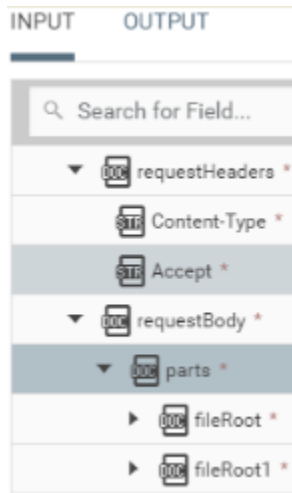 INPUT OUTPUT
Search for Field...
DOC requestHeaders *
STR Content-Type *
STR Accept *
DOC requestBody *
DOC parts *
DOC fileRoot *
DOC fileRoot1 *